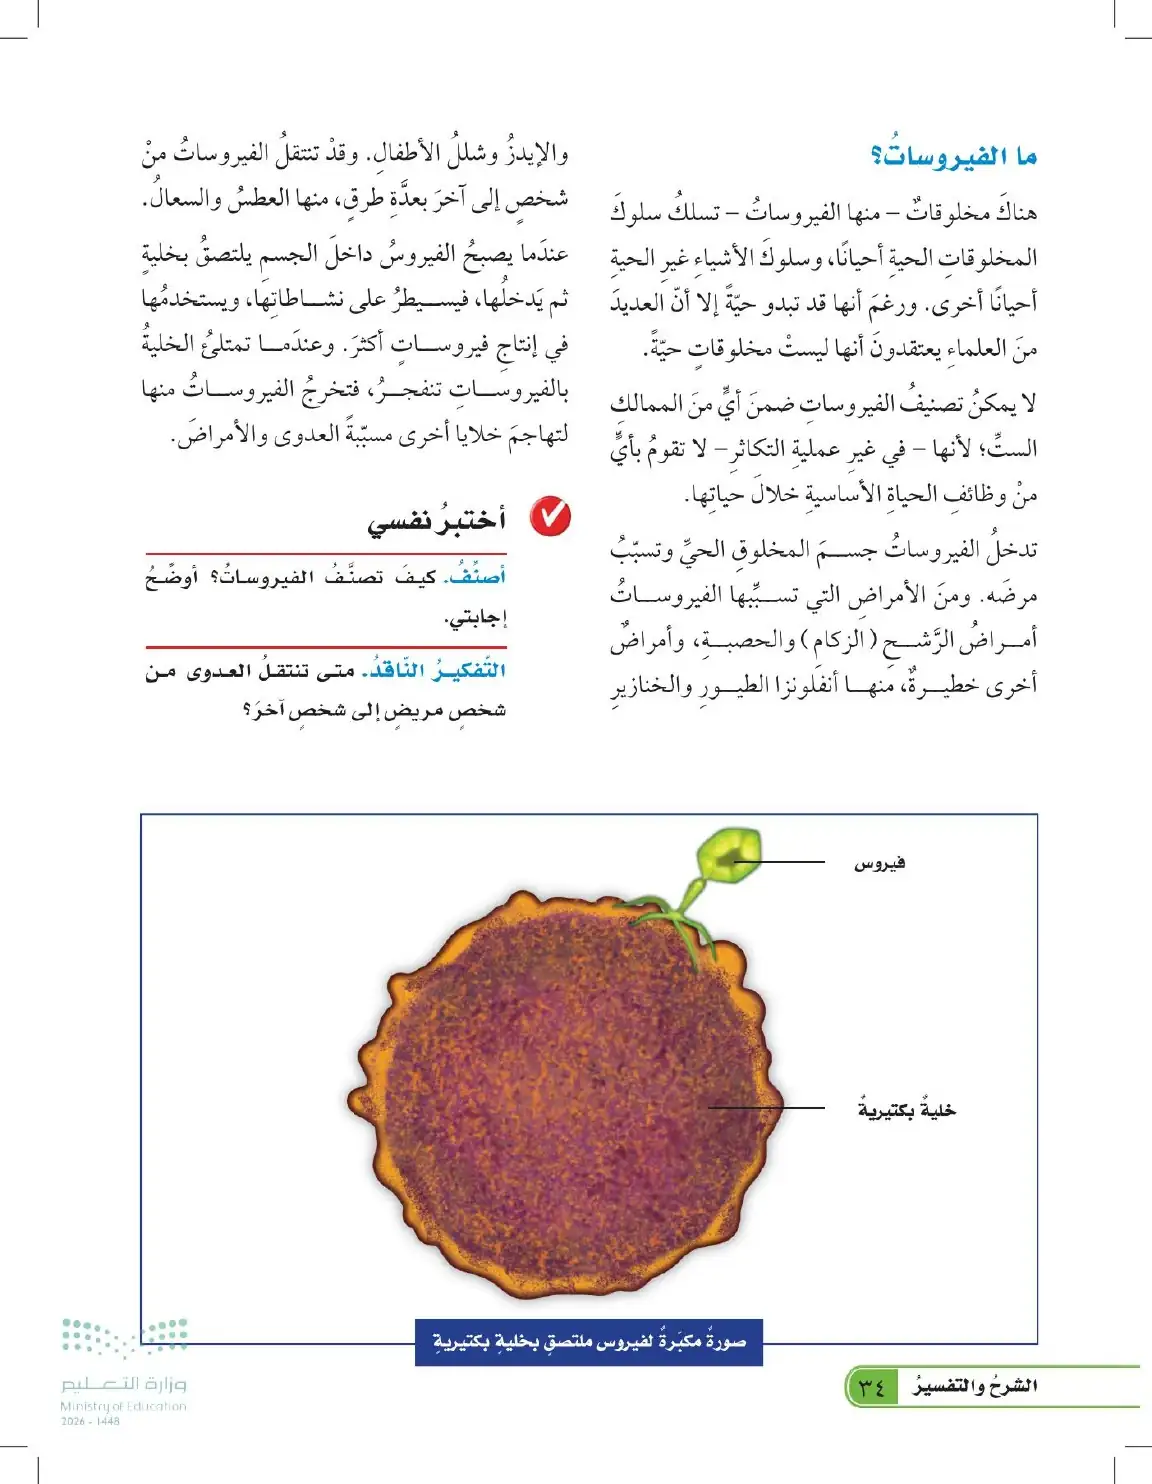 ما الفيروساتُ؟
هناكَ مخلوقاتٌ - منها الفيروساتُ - تسلكُ سلوكَ
المخلوقاتِ الحيةِ أحيانًا، وسلوكَ الأشياءِ غيرِ الحيةِ
أحيانًا أخرى. ورغمَ أنها قد تبدو حيّةً إلا أنّ العديدَ
منَ العلماءِ يعتقدونَ أنها ليستْ مخلوقاتٍ حيّةً.
لا يمكنُ تصنيفُ الفيروساتِ ضمنَ أيٍّ منَ الممالكِ
الستِّ؛ لأنها - في غيرِ عمليةِ التكاثرِ - لا تقومُ بأيٍّ
منْ وظائفِ الحياةِ الأساسيةِ خلالَ حياتِها.
تدخلُ الفيروساتُ جسمَ المخلوقِ الحيِّ وتسبّبُ
مرضَه. ومنَ الأمراضِ التي تسبِّبها الفيروساتُ
أمراضُ الرَّشحِ (الزكامِ) والحصبةِ، وأمراضٌ
أخرى خطيرةٌ، منها أنفلونزا الطيورِ والخنازيرِ
والإيدزُ وشللُ الأطفالِ. وقدْ تنتقلُ الفيروساتُ منْ
شخصٍ إلى آخرَ بعدَّةِ طرقٍ، منها العطسُ والسعالُ.
عندَما يصبحُ الفيروسُ داخلَ الجسمِ يلتصقُ بخليةٍ
ثم يَدخلُها، فيسيطرُ على نشاطاتِها، ويستخدمُها
في إنتاجِ فيروساتٍ أكثرَ. وعندَما تمتلئُ الخليةُ
بالفيروساتِ تنفجرُ، فتخرجُ الفيروساتُ منها
لتهاجمَ خلايا أخرى مسبّبةً العدوى والأمراضَ.
أختبرُ نفسي
أصنِّفُ. كيفَ تصنَّفُ الفيروساتُ؟ أوضِّحُ
إجابتي.
التّفكيرُ النّاقدُ. متى تنتقلُ العدوى من
شخصٍ مريضٍ إلى شخصٍ آخرَ؟
فيروس
خليةٌ بكتيريةٌ
صورةٌ مكبَرةٌ لفيروس ملتصقٍ بخليةٍ بكتيريةٍ
وزارة التعليم
Ministry of Education
2026 - 1448
الشرحُ والتفسيرُ ٣٤